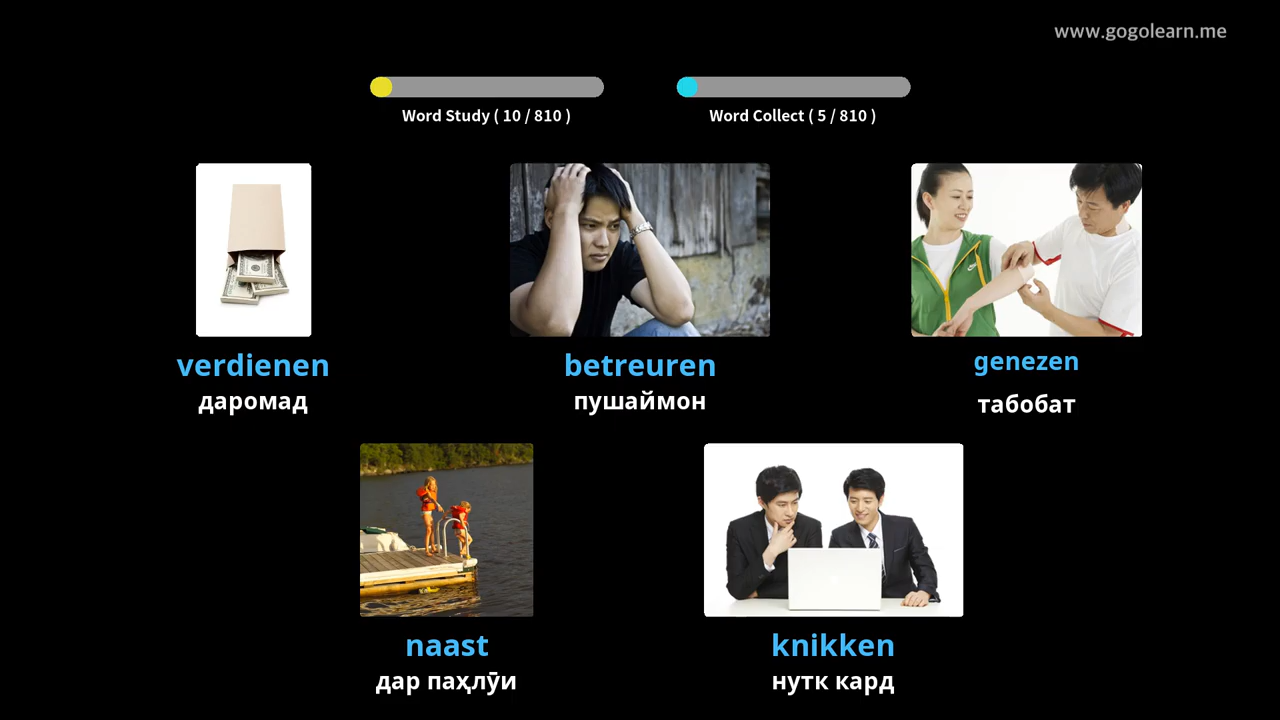 www.gogolearn.me
Word Study ( 10 / 810 )
Word Collect ( 5 / 810 )
verdienen
даромад
betreuren
пушаймон
genezen
табобат
naast
дар паҳлӯи
knikken
нутк кард